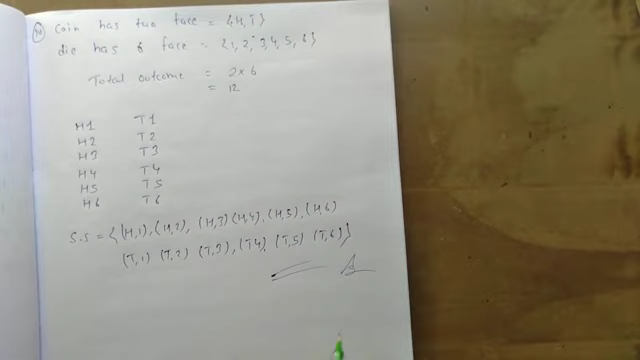 Coin has two face = {H, T}
die has 6 face = {1, 2, 3, 4, 5, 6}
Total outcome = 2×6
= 12
H1 T1
H2 T2
H3 T3
H4 T4
H5 T5
H6 T6
S.S = { (H,1), (H,2), (H,3) (H,4), (H,5), (H,6)
(T,1) (T,2) (T,3), (T4) (T,5) (T,6)}